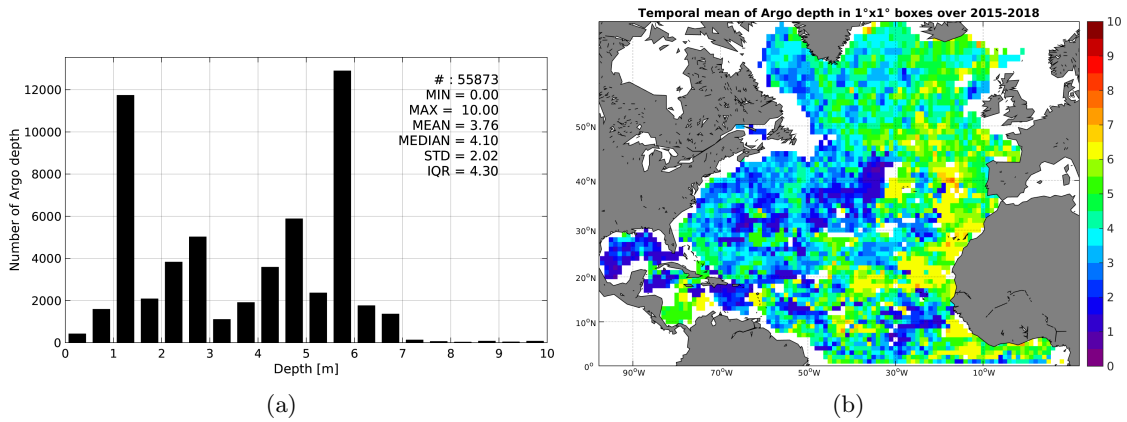 Temporal mean of Argo depth in 1°x1° boxes over 2015-2018
# : 55873
MIN = 0.00
MAX = 10.00
MEAN = 3.76
MEDIAN = 4.10
STD = 2.02
IQR = 4.30
Number of Argo depth
12000
10000
8000
6000
4000
2000
0
0 1 2 3 4 5 6 7 8 9 10
Depth [m]
50°N
40°N
30°N
20°N
10°N
0°
90°W 70°W 50°W 30°W 10°W
10
9
8
7
6
5
4
3
2
1
0
(a)
(b)